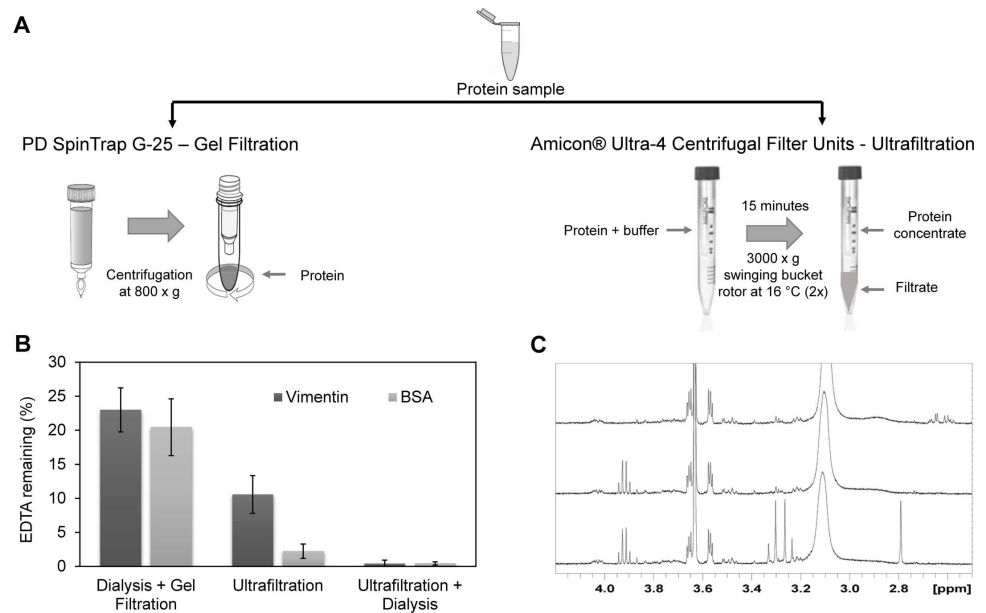 A
Protein sample
PD SpinTrap G-25 – Gel Filtration
Centrifugation
at 800 x g
Protein
Amicon® Ultra-4 Centrifugal Filter Units - Ultrafiltration
Protein + buffer
15 minutes
3000 x g
swinging bucket
rotor at 16 °C (2x)
Protein
concentrate
Filtrate
B
EDTA remaining (%)
30
25
20
15
10
5
0
Vimentin
BSA
Dialysis + Gel
Filtration
Ultrafiltration
Ultrafiltration +
Dialysis
C
4.0
3.8
3.6
3.4
3.2
3.0
2.8
[ppm]